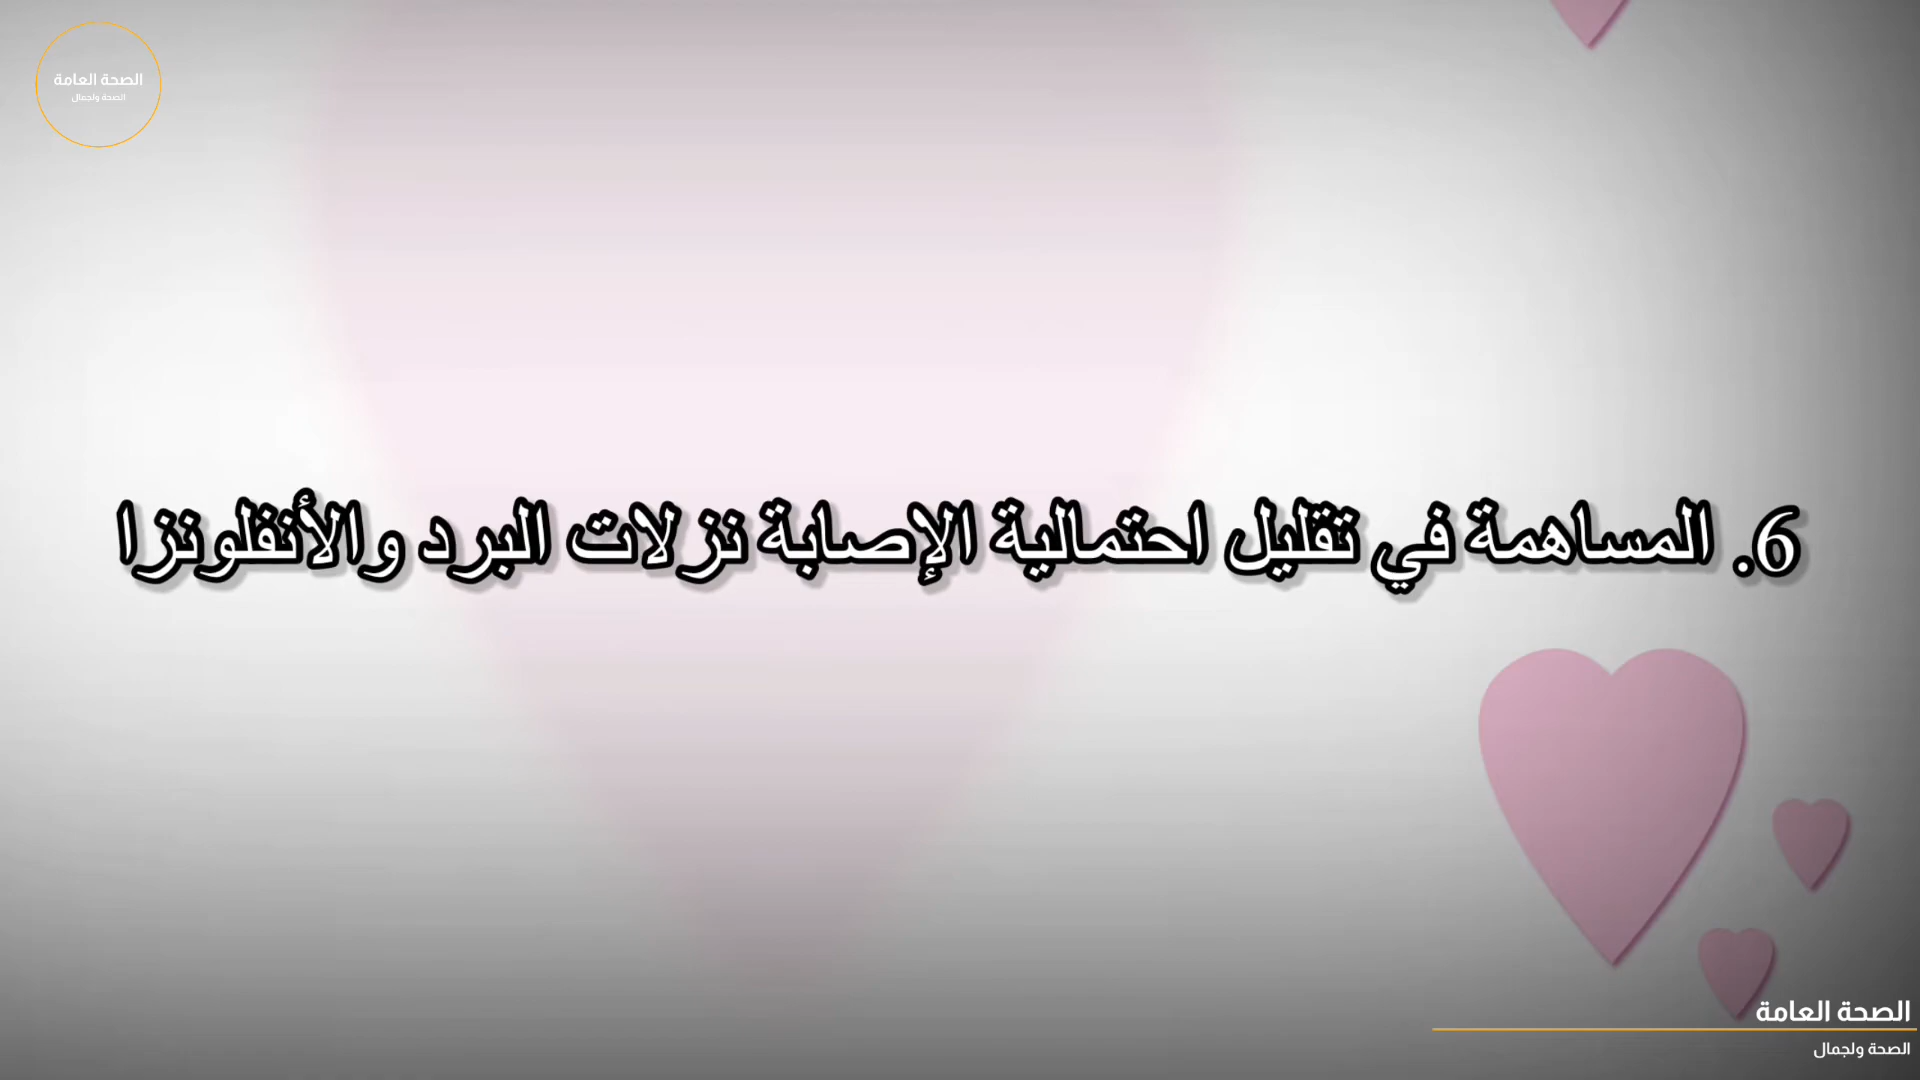 الصحة العامة
الصحة ولجمال
6. المساهمة في تقليل احتمالية الإصابة نزلات البرد والأنفلونزا
الصحة العامة
الصحة ولجمال